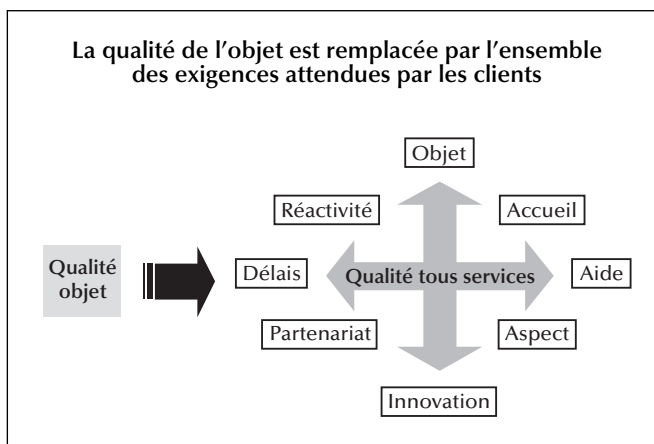 La qualité de l’objet est remplacée par l’ensemble
des exigences attendues par les clients
Objet
Réactivité
Accueil
Qualité
objet
Délais
Qualité tous services
Aide
Partenariat
Aspect
Innovation